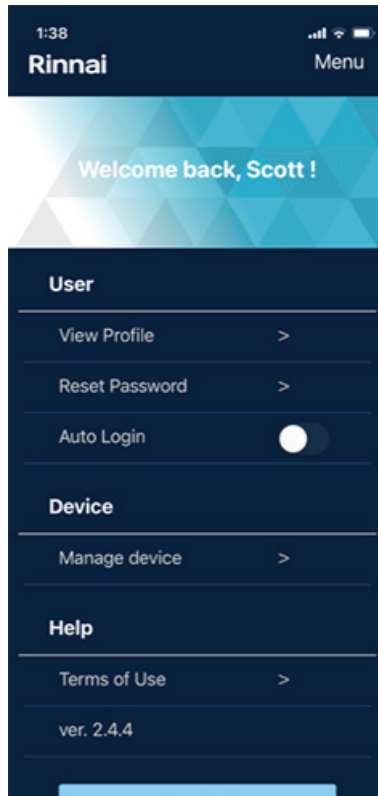 1:38
Rinnai Menu
Welcome back, Scott !
User
View Profile >
Reset Password >
Auto Login
Device
Manage device >
Help
Terms of Use >
ver. 2.4.4